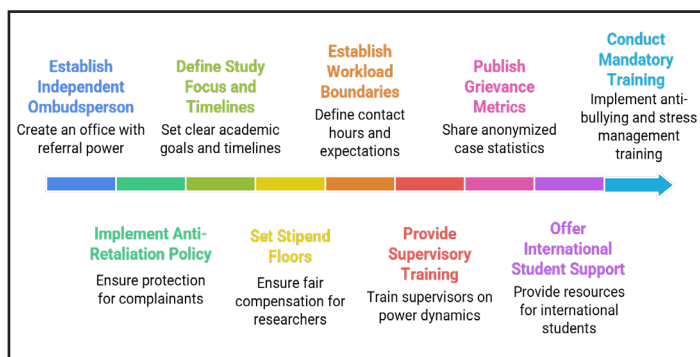 Establish
Independent
Ombudsperson
Create an office with
referral power
Define Study
Focus and
Timelines
Set clear academic
goals and timelines
Establish
Workload
Boundaries
Define contact
hours and
expectations
Publish
Grievance
Metrics
Share anonymized
case statistics
Conduct
Mandatory
Training
Implement anti-
bullying and stress
management
training
Implement Anti-
Retaliation Policy
Ensure protection
for complainants
Set Stipend
Floors
Ensure fair
compensation for
researchers
Provide
Supervisory
Training
Train supervisors on
power dynamics
Offer
International
Student Support
Provide resources
for international
students